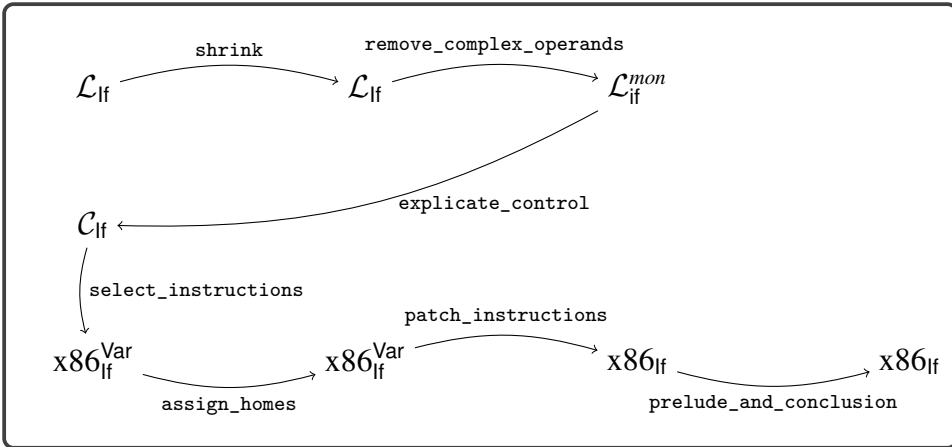 shrink
remove_complex_operands
ℒ_If ℒ_If ℒ_if^mon
explicate_control
𝒞_If
select_instructions
patch_instructions
x86_If^Var x86_If^Var x86_If x86_If
assign_homes prelude_and_conclusion